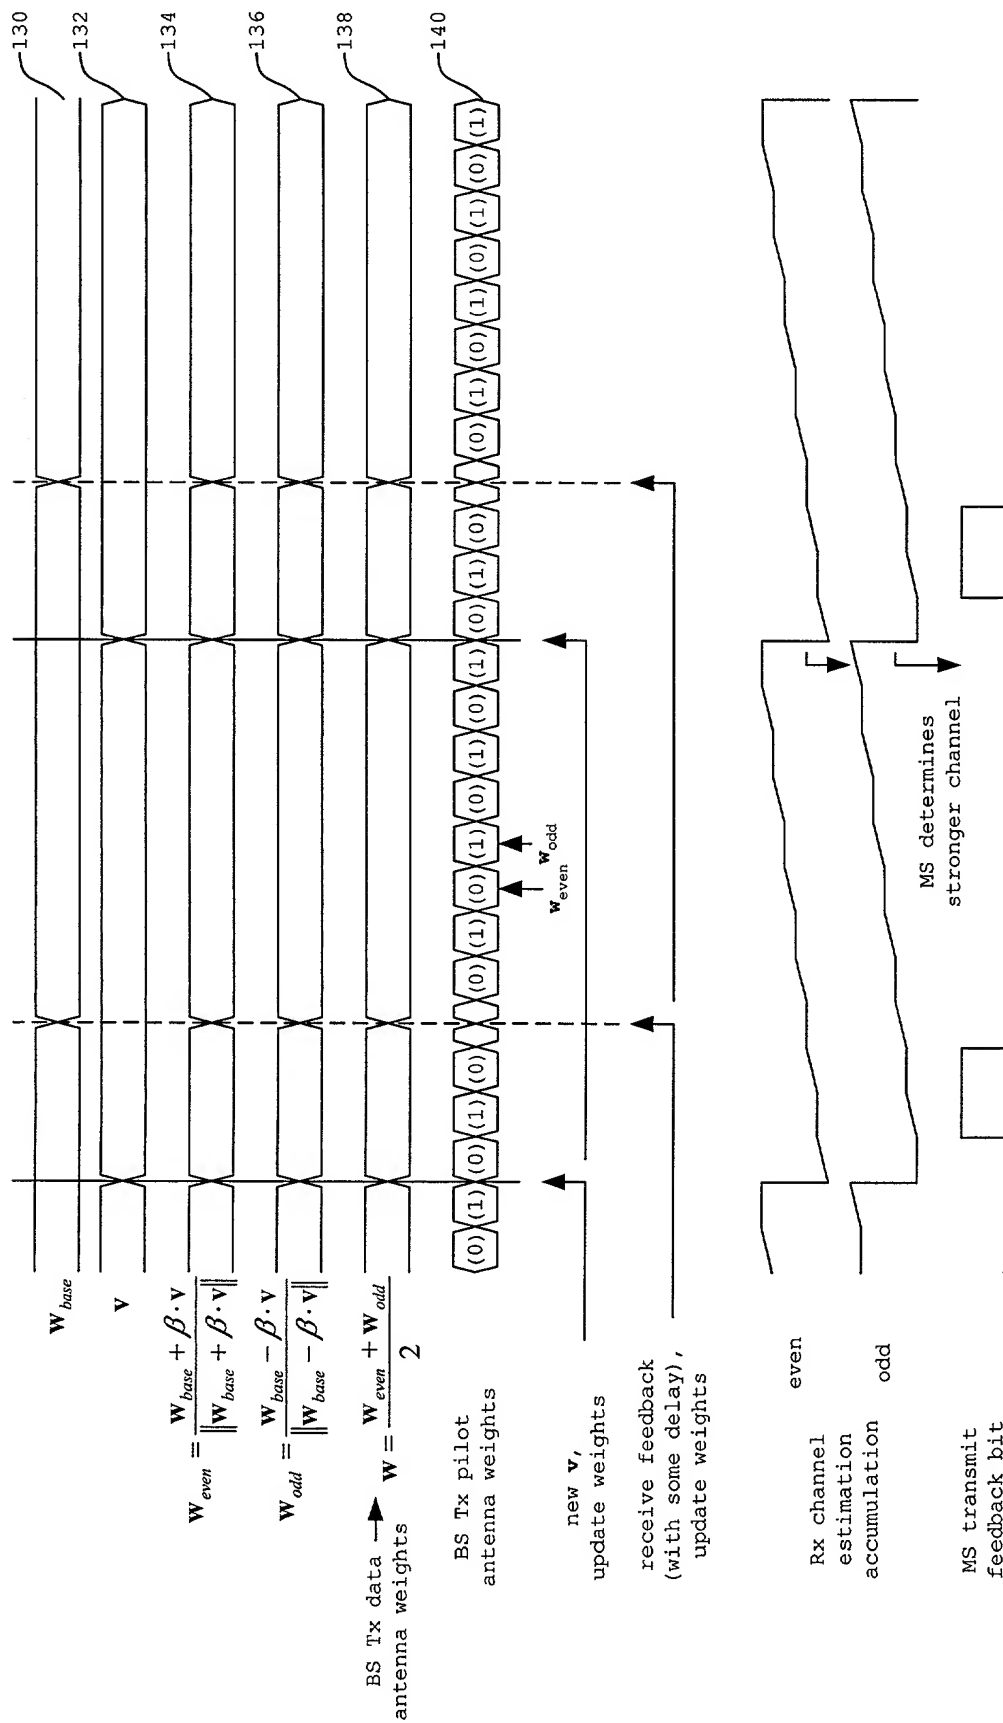 W_base 130
v 132
W_even = (W_base + β · v) / ‖W_base + β · v‖ 134
W_odd = (W_base − β · v) / ‖W_base − β · v‖ 136
BS Tx data
antenna weights
W = (W_even + W_odd) / 2 138
BS Tx pilot
antenna weights
(0) (1) (0) (1) (0) (0) (1) (0) (1) (0) (1) (0) (1) (0) (1) (0) (0) (1) (0) (1) (0) (1) (0) (1) 140
w_even
w_odd
new v,
update weights
receive feedback
(with some delay),
update weights
Rx channel
estimation
accumulation
even
odd
MS determines
stronger channel
MS transmit
feedback bit